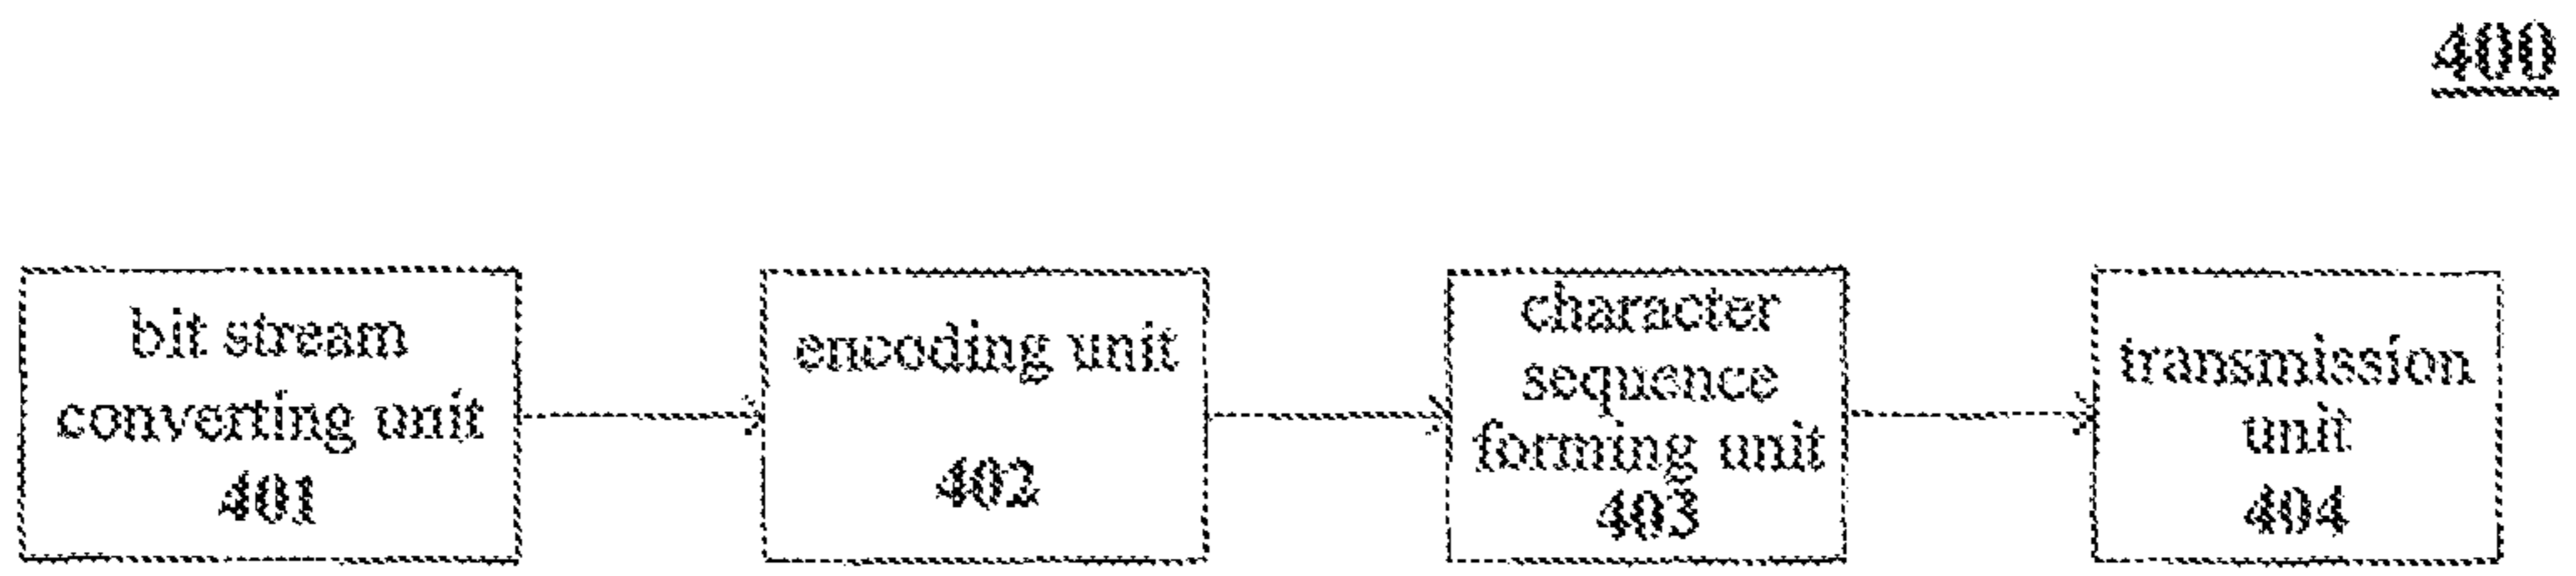 400
bit stream
converting unit
401
encoding unit
402
character
sequence
forming unit
403
transmission
unit
404